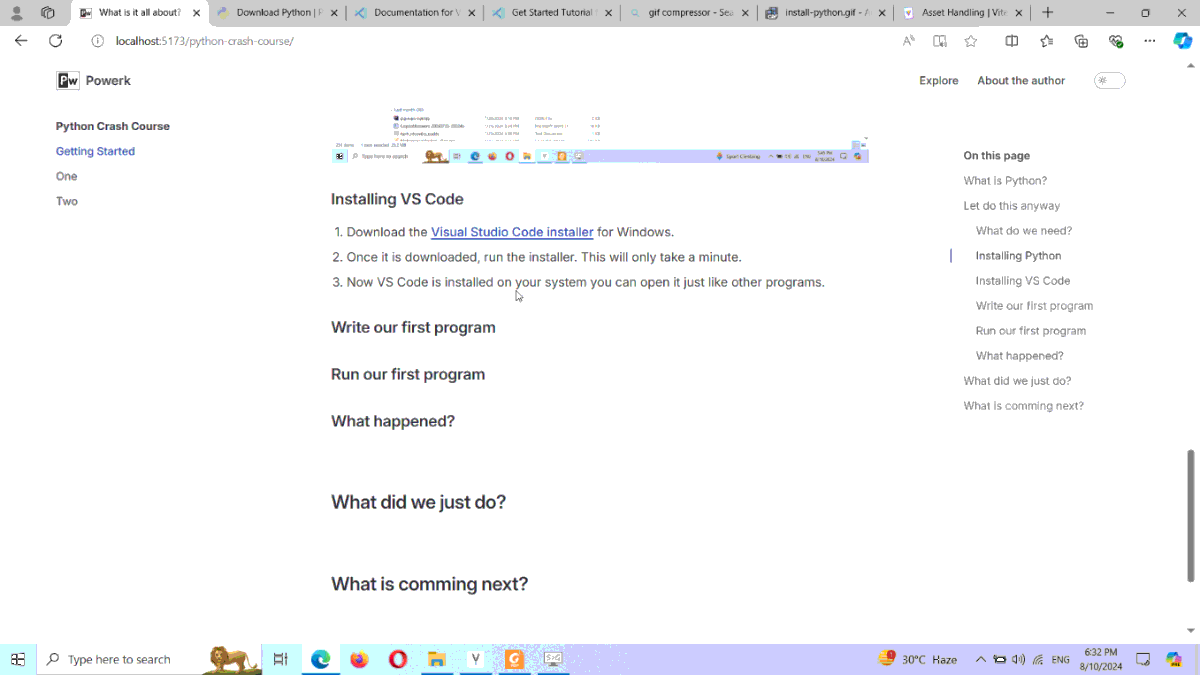 What is it all about?
Download Python | P
Documentation for V
Get Started Tutorial f
gif compressor - Sea
install-python.gif - A
Asset Handling | Vite
localhost:5173/python-crash-course/
Pw Powerk
Explore
About the author
Python Crash Course
Getting Started
One
Two
Type here to search
Installing VS Code
1. Download the Visual Studio Code installer for Windows.
2. Once it is downloaded, run the installer. This will only take a minute.
3. Now VS Code is installed on your system you can open it just like other programs.
Write our first program
Run our first program
What happened?
What did we just do?
What is comming next?
On this page
What is Python?
Let do this anyway
What do we need?
Installing Python
Installing VS Code
Write our first program
Run our first program
What happened?
What did we just do?
What is comming next?
Type here to search
30°C Haze
ENG
6:32 PM
8/10/2024